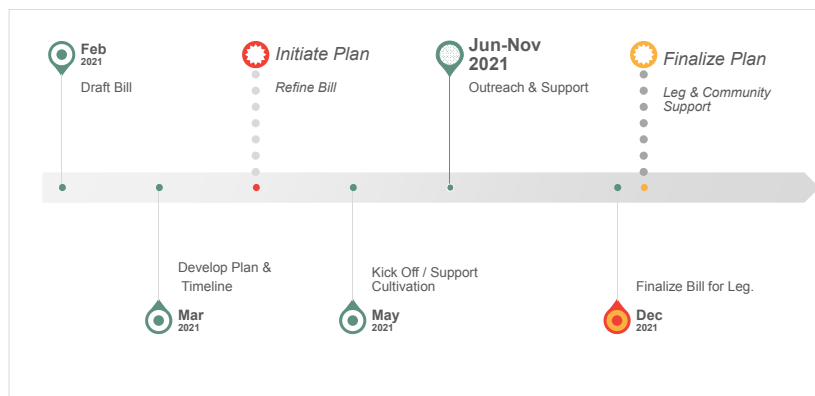 Feb
2021
Draft Bill
Initiate Plan
Refine Bill
Jun-Nov
2021
Outreach & Support
Finalize Plan
Leg & Community
Support
Develop Plan &
Timeline
Mar
2021
Kick Off / Support
Cultivation
May
2021
Finalize Bill for Leg.
Dec
2021